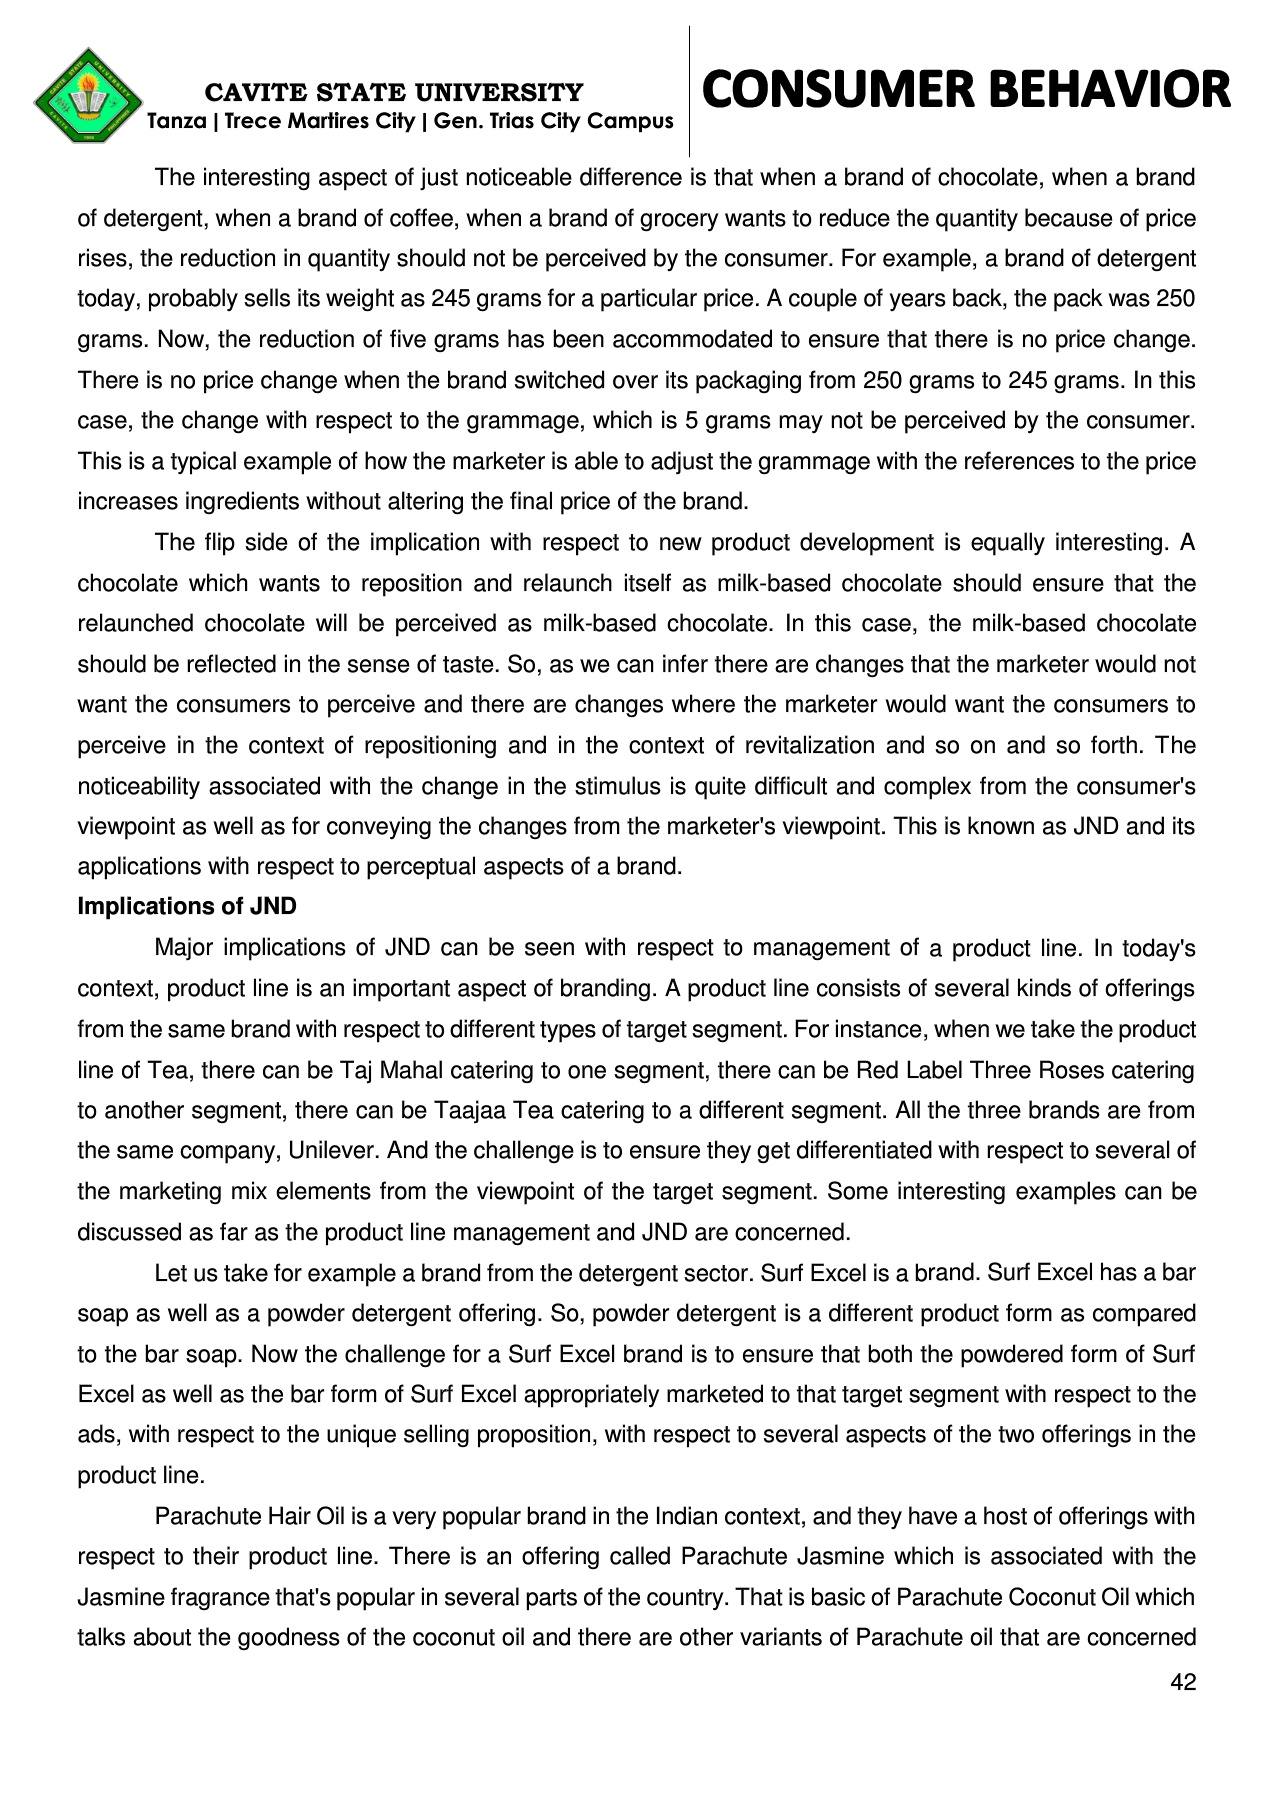 CAVITE STATE UNIVERSITY
Tanza | Trece Martires City | Gen. Trias City Campus
CONSUMER BEHAVIOR
The interesting aspect of just noticeable difference is that when a brand of chocolate, when a brand
of detergent, when a brand of coffee, when a brand of grocery wants to reduce the quantity because of price
rises, the reduction in quantity should not be perceived by the consumer. For example, a brand of detergent
today, probably sells its weight as 245 grams for a particular price. A couple of years back, the pack was 250
grams. Now, the reduction of five grams has been accommodated to ensure that there is no price change.
There is no price change when the brand switched over its packaging from 250 grams to 245 grams. In this
case, the change with respect to the grammage, which is 5 grams may not be perceived by the consumer.
This is a typical example of how the marketer is able to adjust the grammage with the references to the price
increases ingredients without altering the final price of the brand.
The flip side of the implication with respect to new product development is equally interesting. A
chocolate which wants to reposition and relaunch itself as milk-based chocolate should ensure that the
relaunched chocolate will be perceived as milk-based chocolate. In this case, the milk-based chocolate
should be reflected in the sense of taste. So, as we can infer there are changes that the marketer would not
want the consumers to perceive and there are changes where the marketer would want the consumers to
perceive in the context of repositioning and in the context of revitalization and so on and so forth. The
noticeability associated with the change in the stimulus is quite difficult and complex from the consumer's
viewpoint as well as for conveying the changes from the marketer's viewpoint. This is known as JND and its
applications with respect to perceptual aspects of a brand.
Implications of JND
Major implications of JND can be seen with respect to management of a product line. In today's
context, product line is an important aspect of branding. A product line consists of several kinds of offerings
from the same brand with respect to different types of target segment. For instance, when we take the product
line of Tea, there can be Taj Mahal catering to one segment, there can be Red Label Three Roses catering
to another segment, there can be Taajaa Tea catering to a different segment. All the three brands are from
the same company, Unilever. And the challenge is to ensure they get differentiated with respect to several of
the marketing mix elements from the viewpoint of the target segment. Some interesting examples can be
discussed as far as the product line management and JND are concerned.
Let us take for example a brand from the detergent sector. Surf Excel is a brand. Surf Excel has a bar
soap as well as a powder detergent offering. So, powder detergent is a different product form as compared
to the bar soap. Now the challenge for a Surf Excel brand is to ensure that both the powdered form of Surf
Excel as well as the bar form of Surf Excel appropriately marketed to that target segment with respect to the
ads, with respect to the unique selling proposition, with respect to several aspects of the two offerings in the
product line.
Parachute Hair Oil is a very popular brand in the Indian context, and they have a host of offerings with
respect to their product line. There is an offering called Parachute Jasmine which is associated with the
Jasmine fragrance that's popular in several parts of the country. That is basic of Parachute Coconut Oil which
talks about the goodness of the coconut oil and there are other variants of Parachute oil that are concerned
42